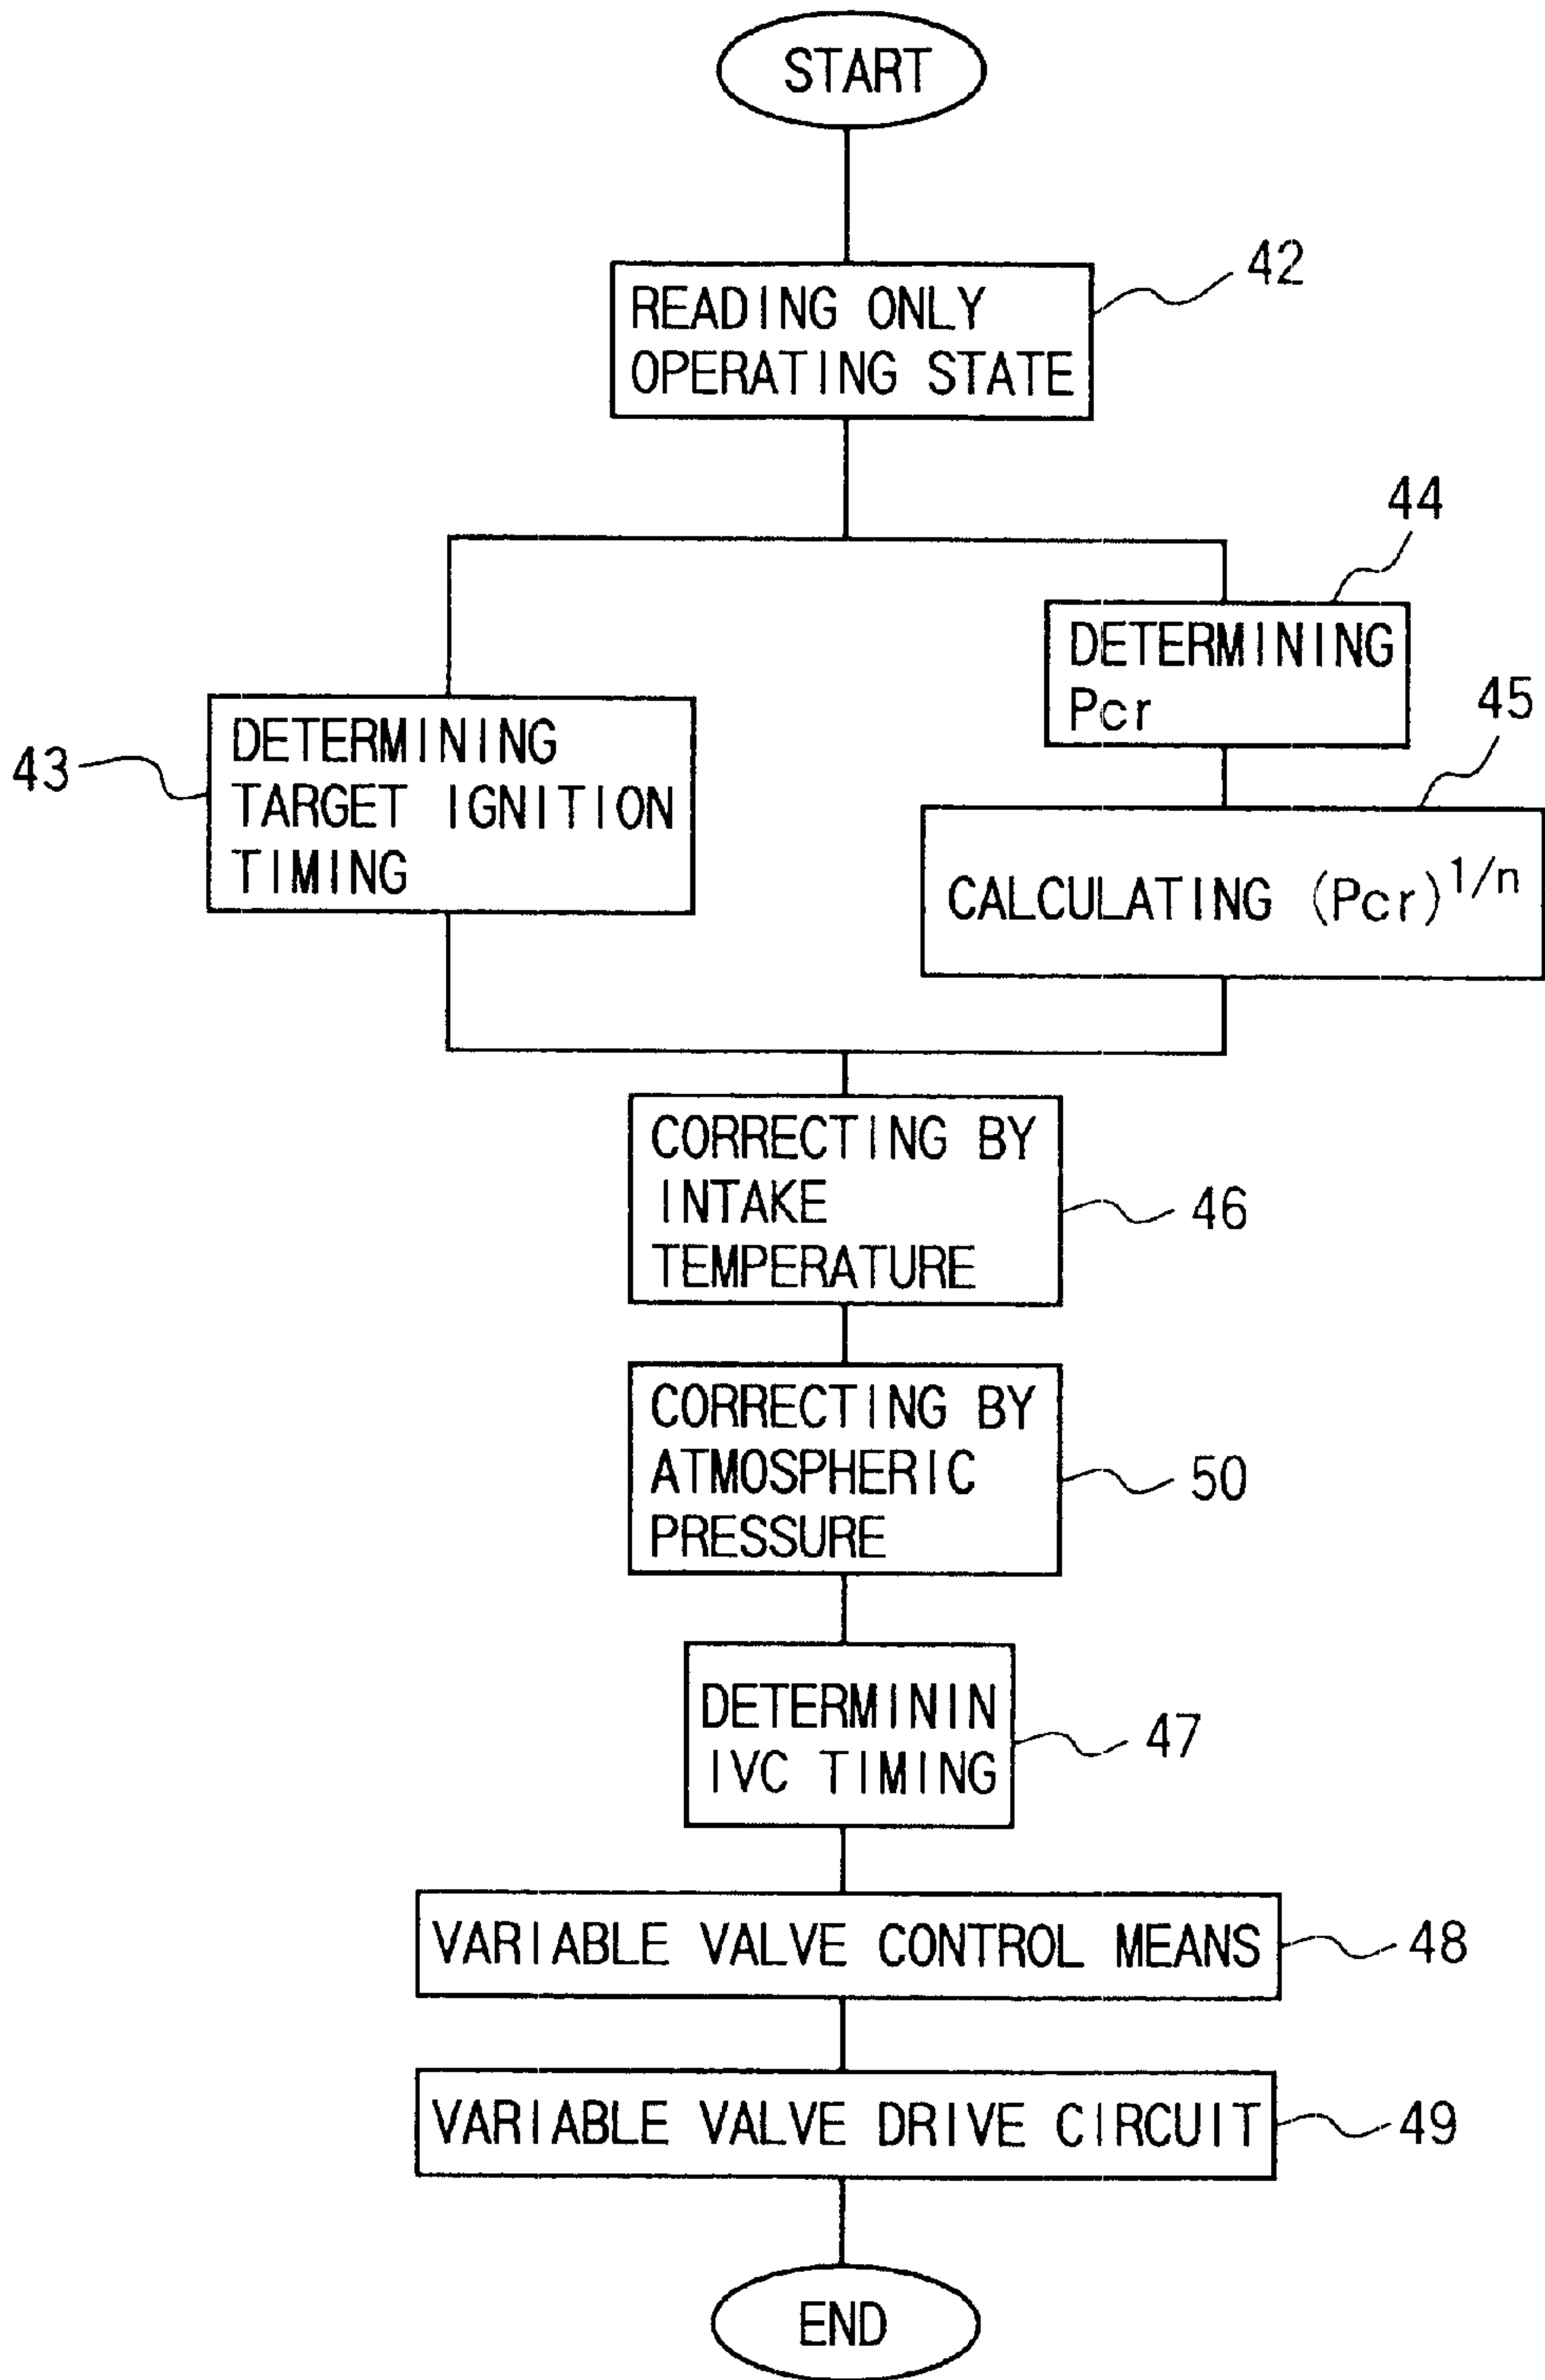 START
42
READING ONLY
OPERATING STATE
44
DETERMINING
Pcr
43
DETERMINING
TARGET IGNITION
TIMING
45
CALCULATING (Pcr)1/n
CORRECTING BY
INTAKE
TEMPERATURE
46
CORRECTING BY
ATMOSPHERIC
PRESSURE
50
DETERMININ
IVC TIMING
47
VARIABLE VALVE CONTROL MEANS
48
VARIABLE VALVE DRIVE CIRCUIT
49
END